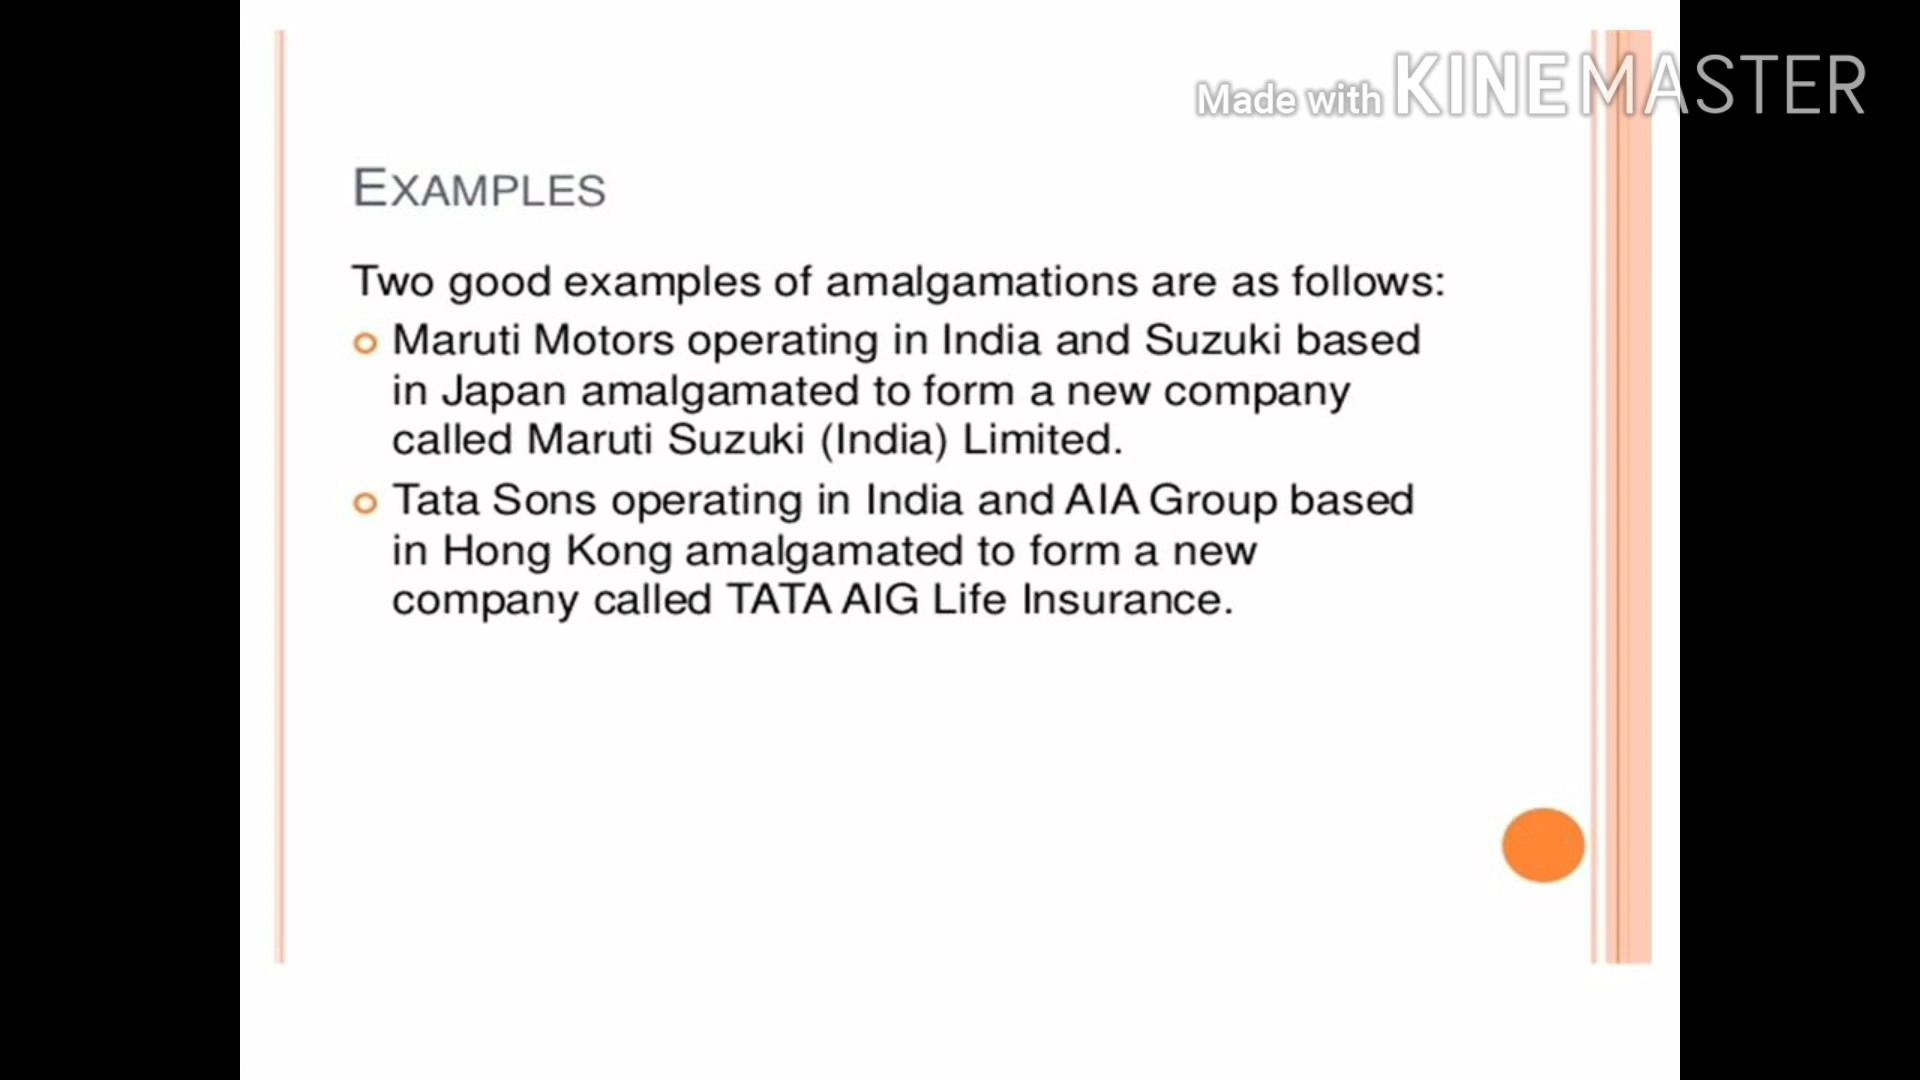 Made with KINEMASTER
EXAMPLES
Two good examples of amalgamations are as follows:
Maruti Motors operating in India and Suzuki based
in Japan amalgamated to form a new company
called Maruti Suzuki (India) Limited.
Tata Sons operating in India and AIA Group based
in Hong Kong amalgamated to form a new
company called TATA AIG Life Insurance.